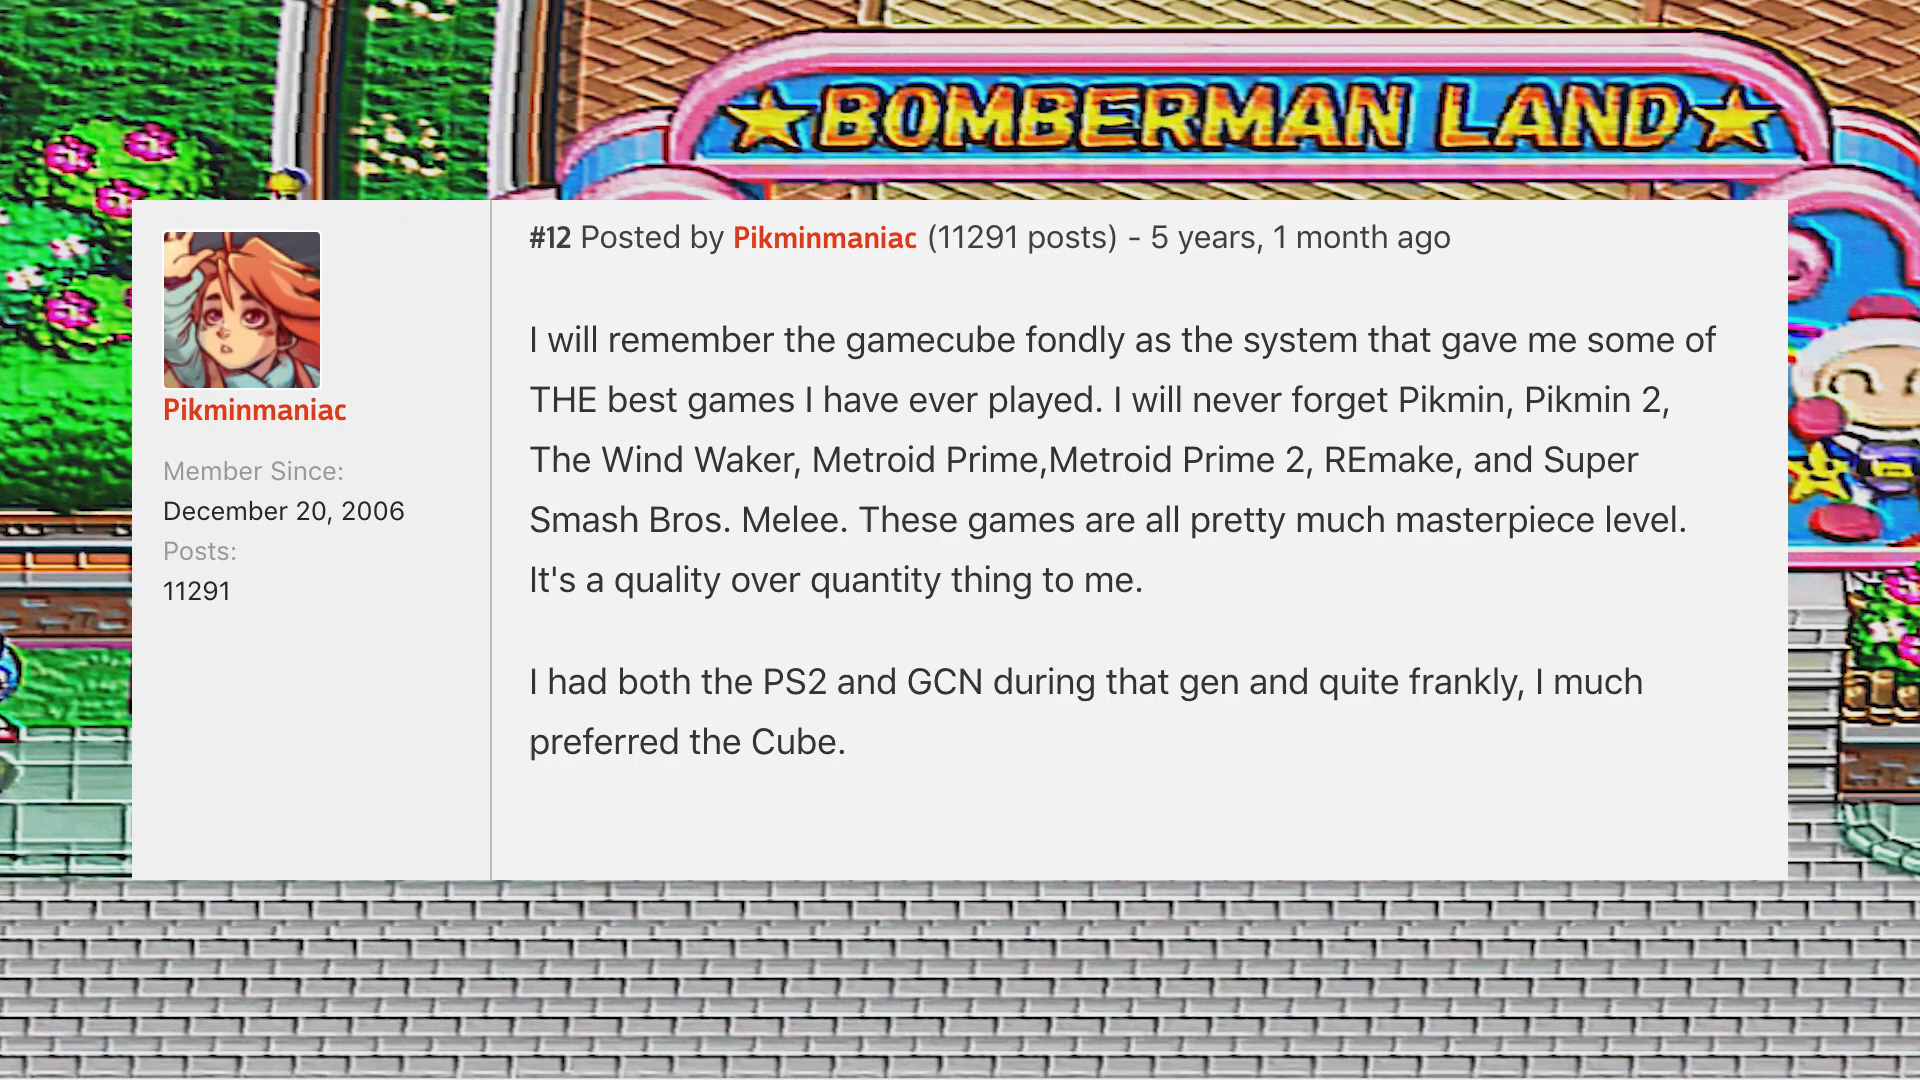 ★BOMBERMAN LAND★
Pikminmaniac
Member Since:
December 20, 2006
Posts:
11291
#12 Posted by Pikminmaniac (11291 posts) - 5 years, 1 month ago
I will remember the gamecube fondly as the system that gave me some of
THE best games I have ever played. I will never forget Pikmin, Pikmin 2,
The Wind Waker, Metroid Prime,Metroid Prime 2, REmake, and Super
Smash Bros. Melee. These games are all pretty much masterpiece level.
It's a quality over quantity thing to me.
I had both the PS2 and GCN during that gen and quite frankly, I much
preferred the Cube.